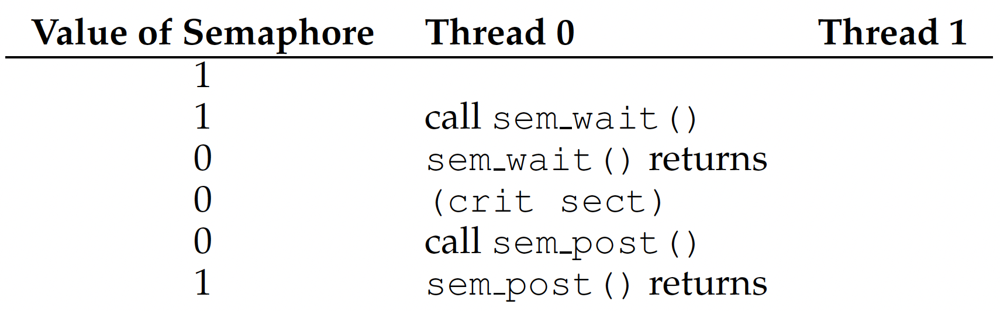 Value of Semaphore Thread 0 Thread 1
1
1 call sem_wait()
0 sem_wait() returns
0 (crit sect)
0 call sem_post()
1 sem_post() returns